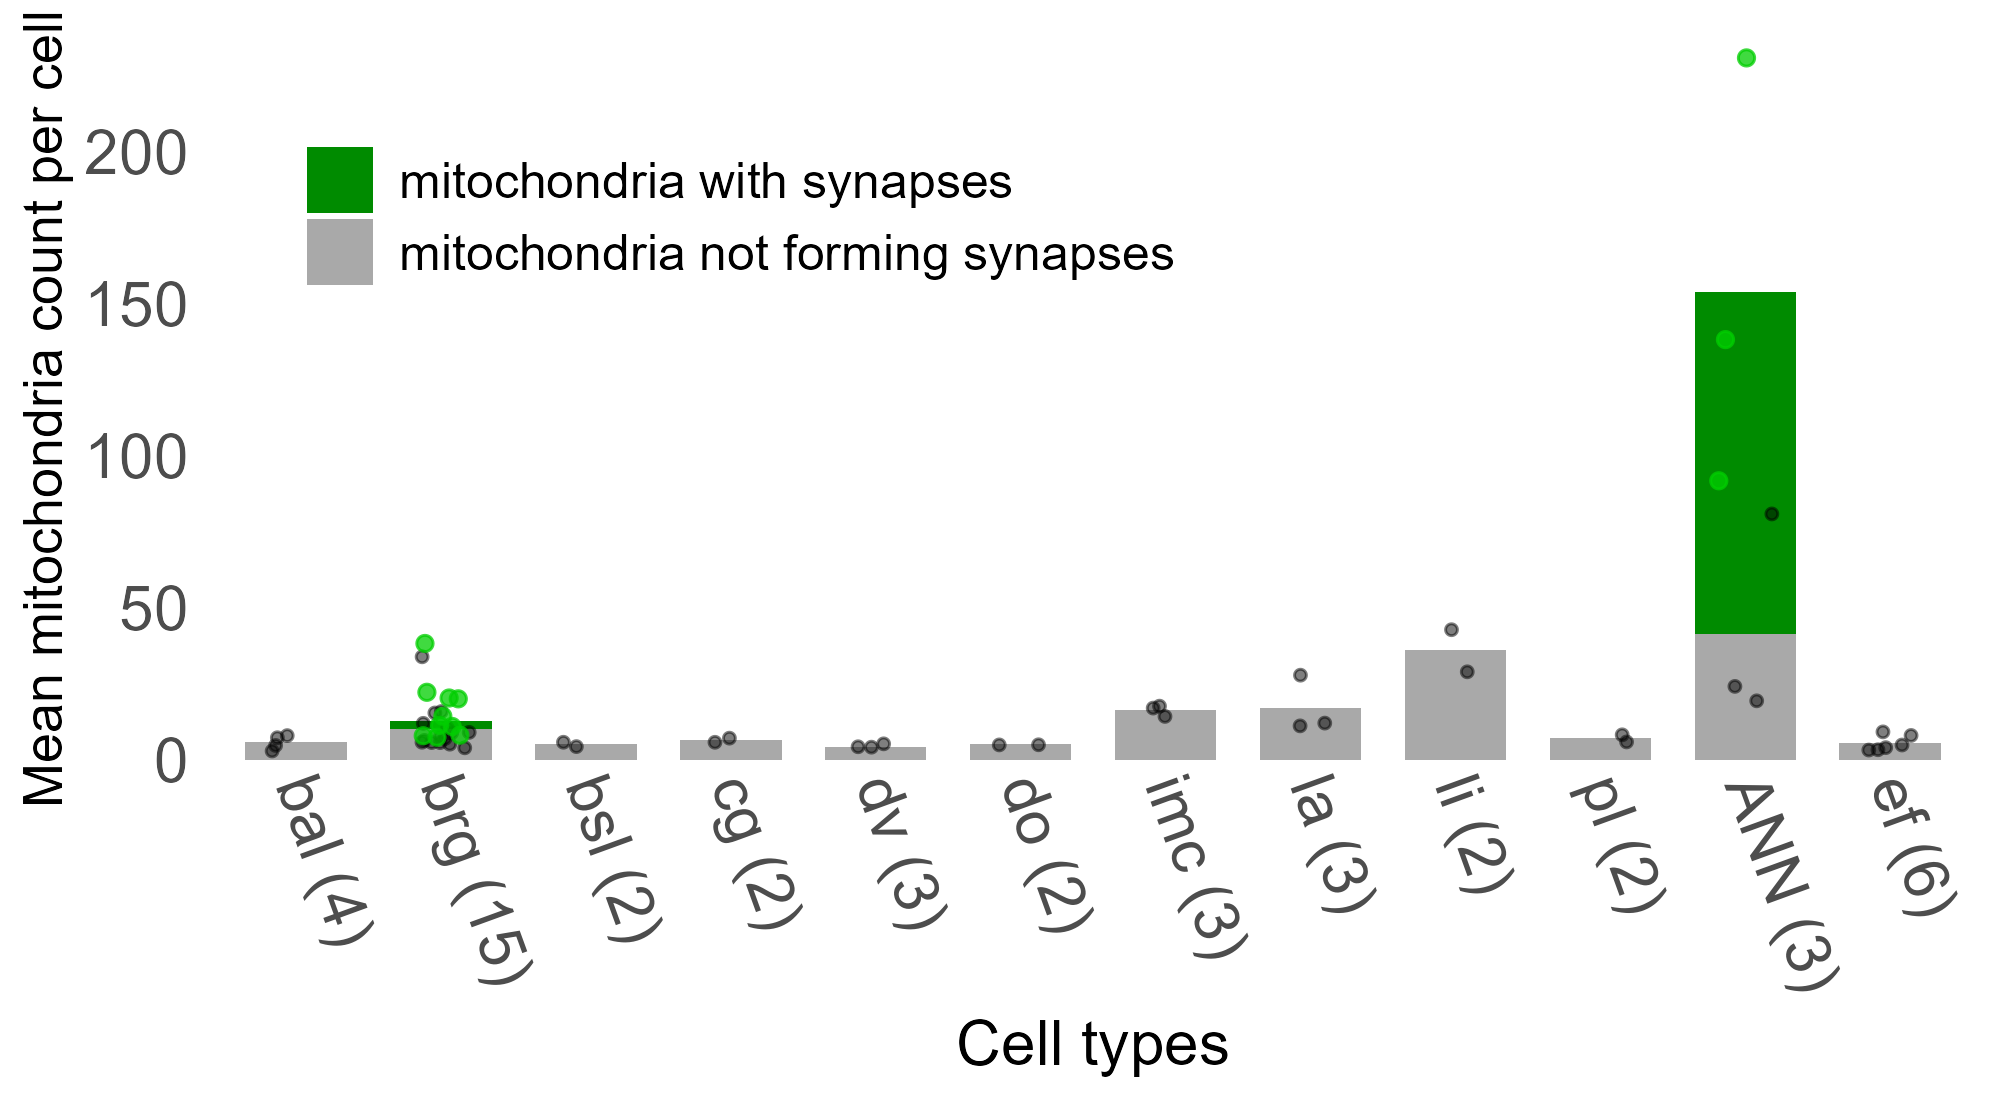 Mean mitochondria count per cell
200
150
100
50
0
mitochondria with synapses
mitochondria not forming synapses
bal (4)
brg (15)
bsl (2)
cg (2)
dv (3)
do (2)
imc (3)
la (3)
li (2)
pl (2)
ANN (3)
ef (6)
Cell types